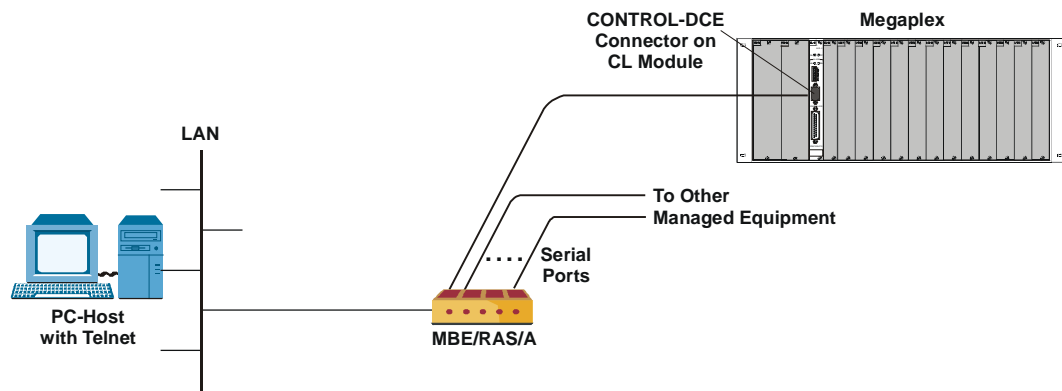 CONTROL-DCE
Connector on
CL Module
Megaplex
LAN
To Other
Managed Equipment
....
Serial
Ports
PC-Host
with Telnet
MBE/RAS/A